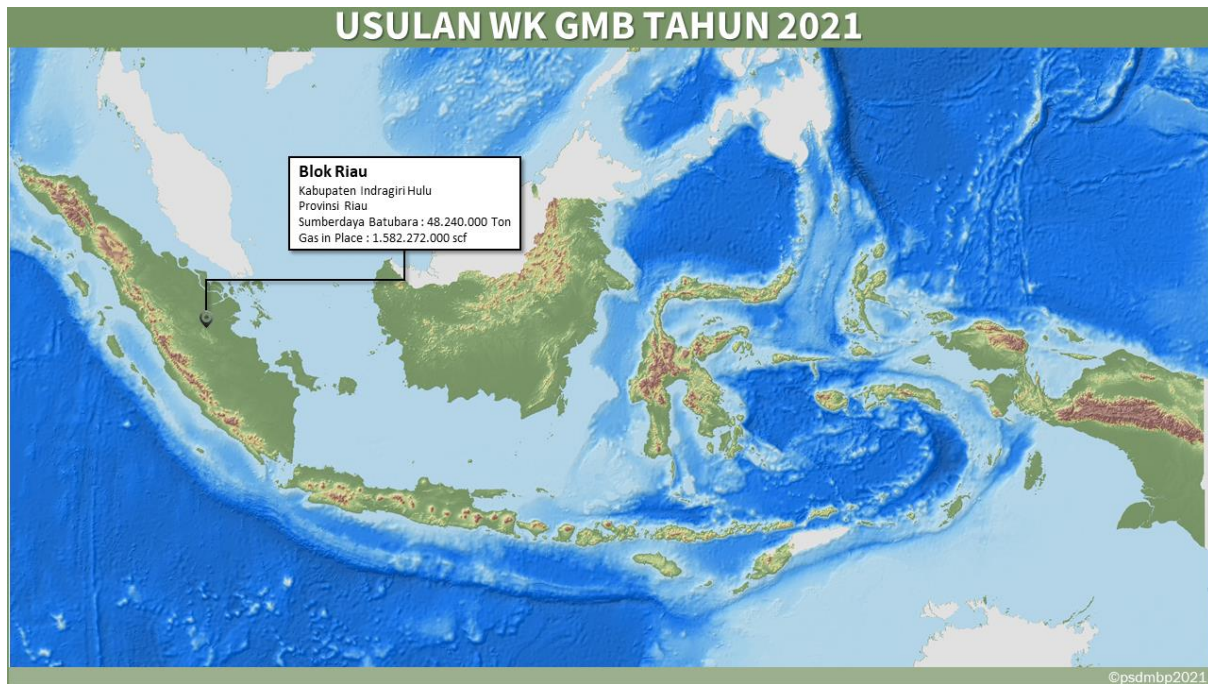 USULAN WK GMB TAHUN 2021
Blok Riau
Kabupaten Indragiri Hulu
Provinsi Riau
Sumberdaya Batubara : 48.240.000 Ton
Gas in Place : 1.582.272.000 scf
©psdmbp2021